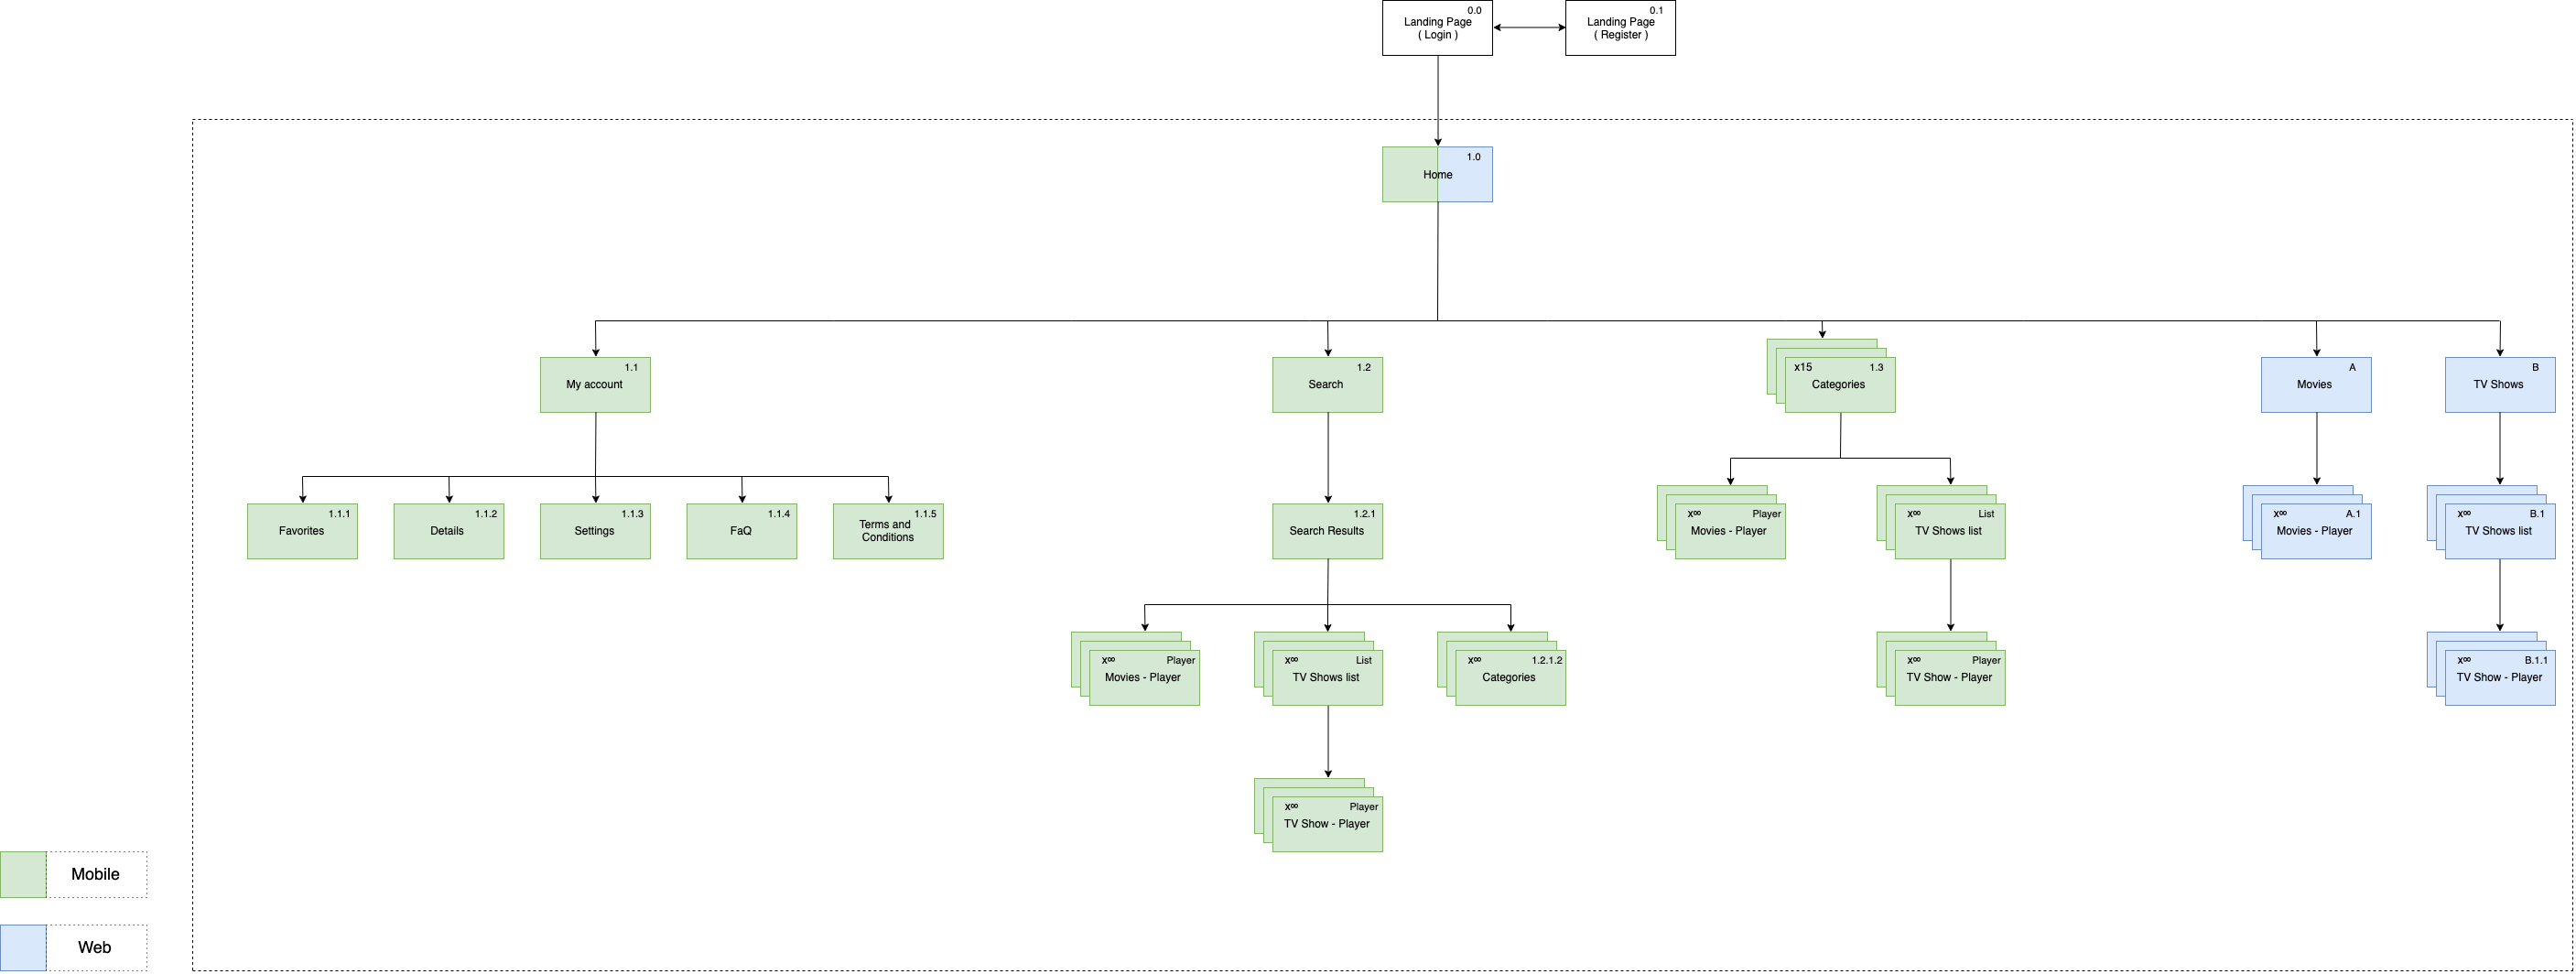 0.0
Landing Page
( Login )
0.1
Landing Page
( Register )
1.0
Home
1.1
My account
1.2
Search
x15 1.3
Categories
A
Movies
B
TV Shows
1.1.1
Favorites
1.1.2
Details
1.1.3
Settings
1.1.4
FaQ
1.1.5
Terms and
Conditions
1.2.1
Search Results
x∞ Player
Movies - Player
x∞ List
TV Shows list
x∞ A.1
Movies - Player
x∞ B.1
TV Shows list
x∞ Player
Movies - Player
x∞ List
TV Shows list
x∞ 1.2.1.2
Categories
x∞ Player
TV Show - Player
x∞ B.1.1
TV Show - Player
x∞ Player
TV Show - Player
Mobile
Web